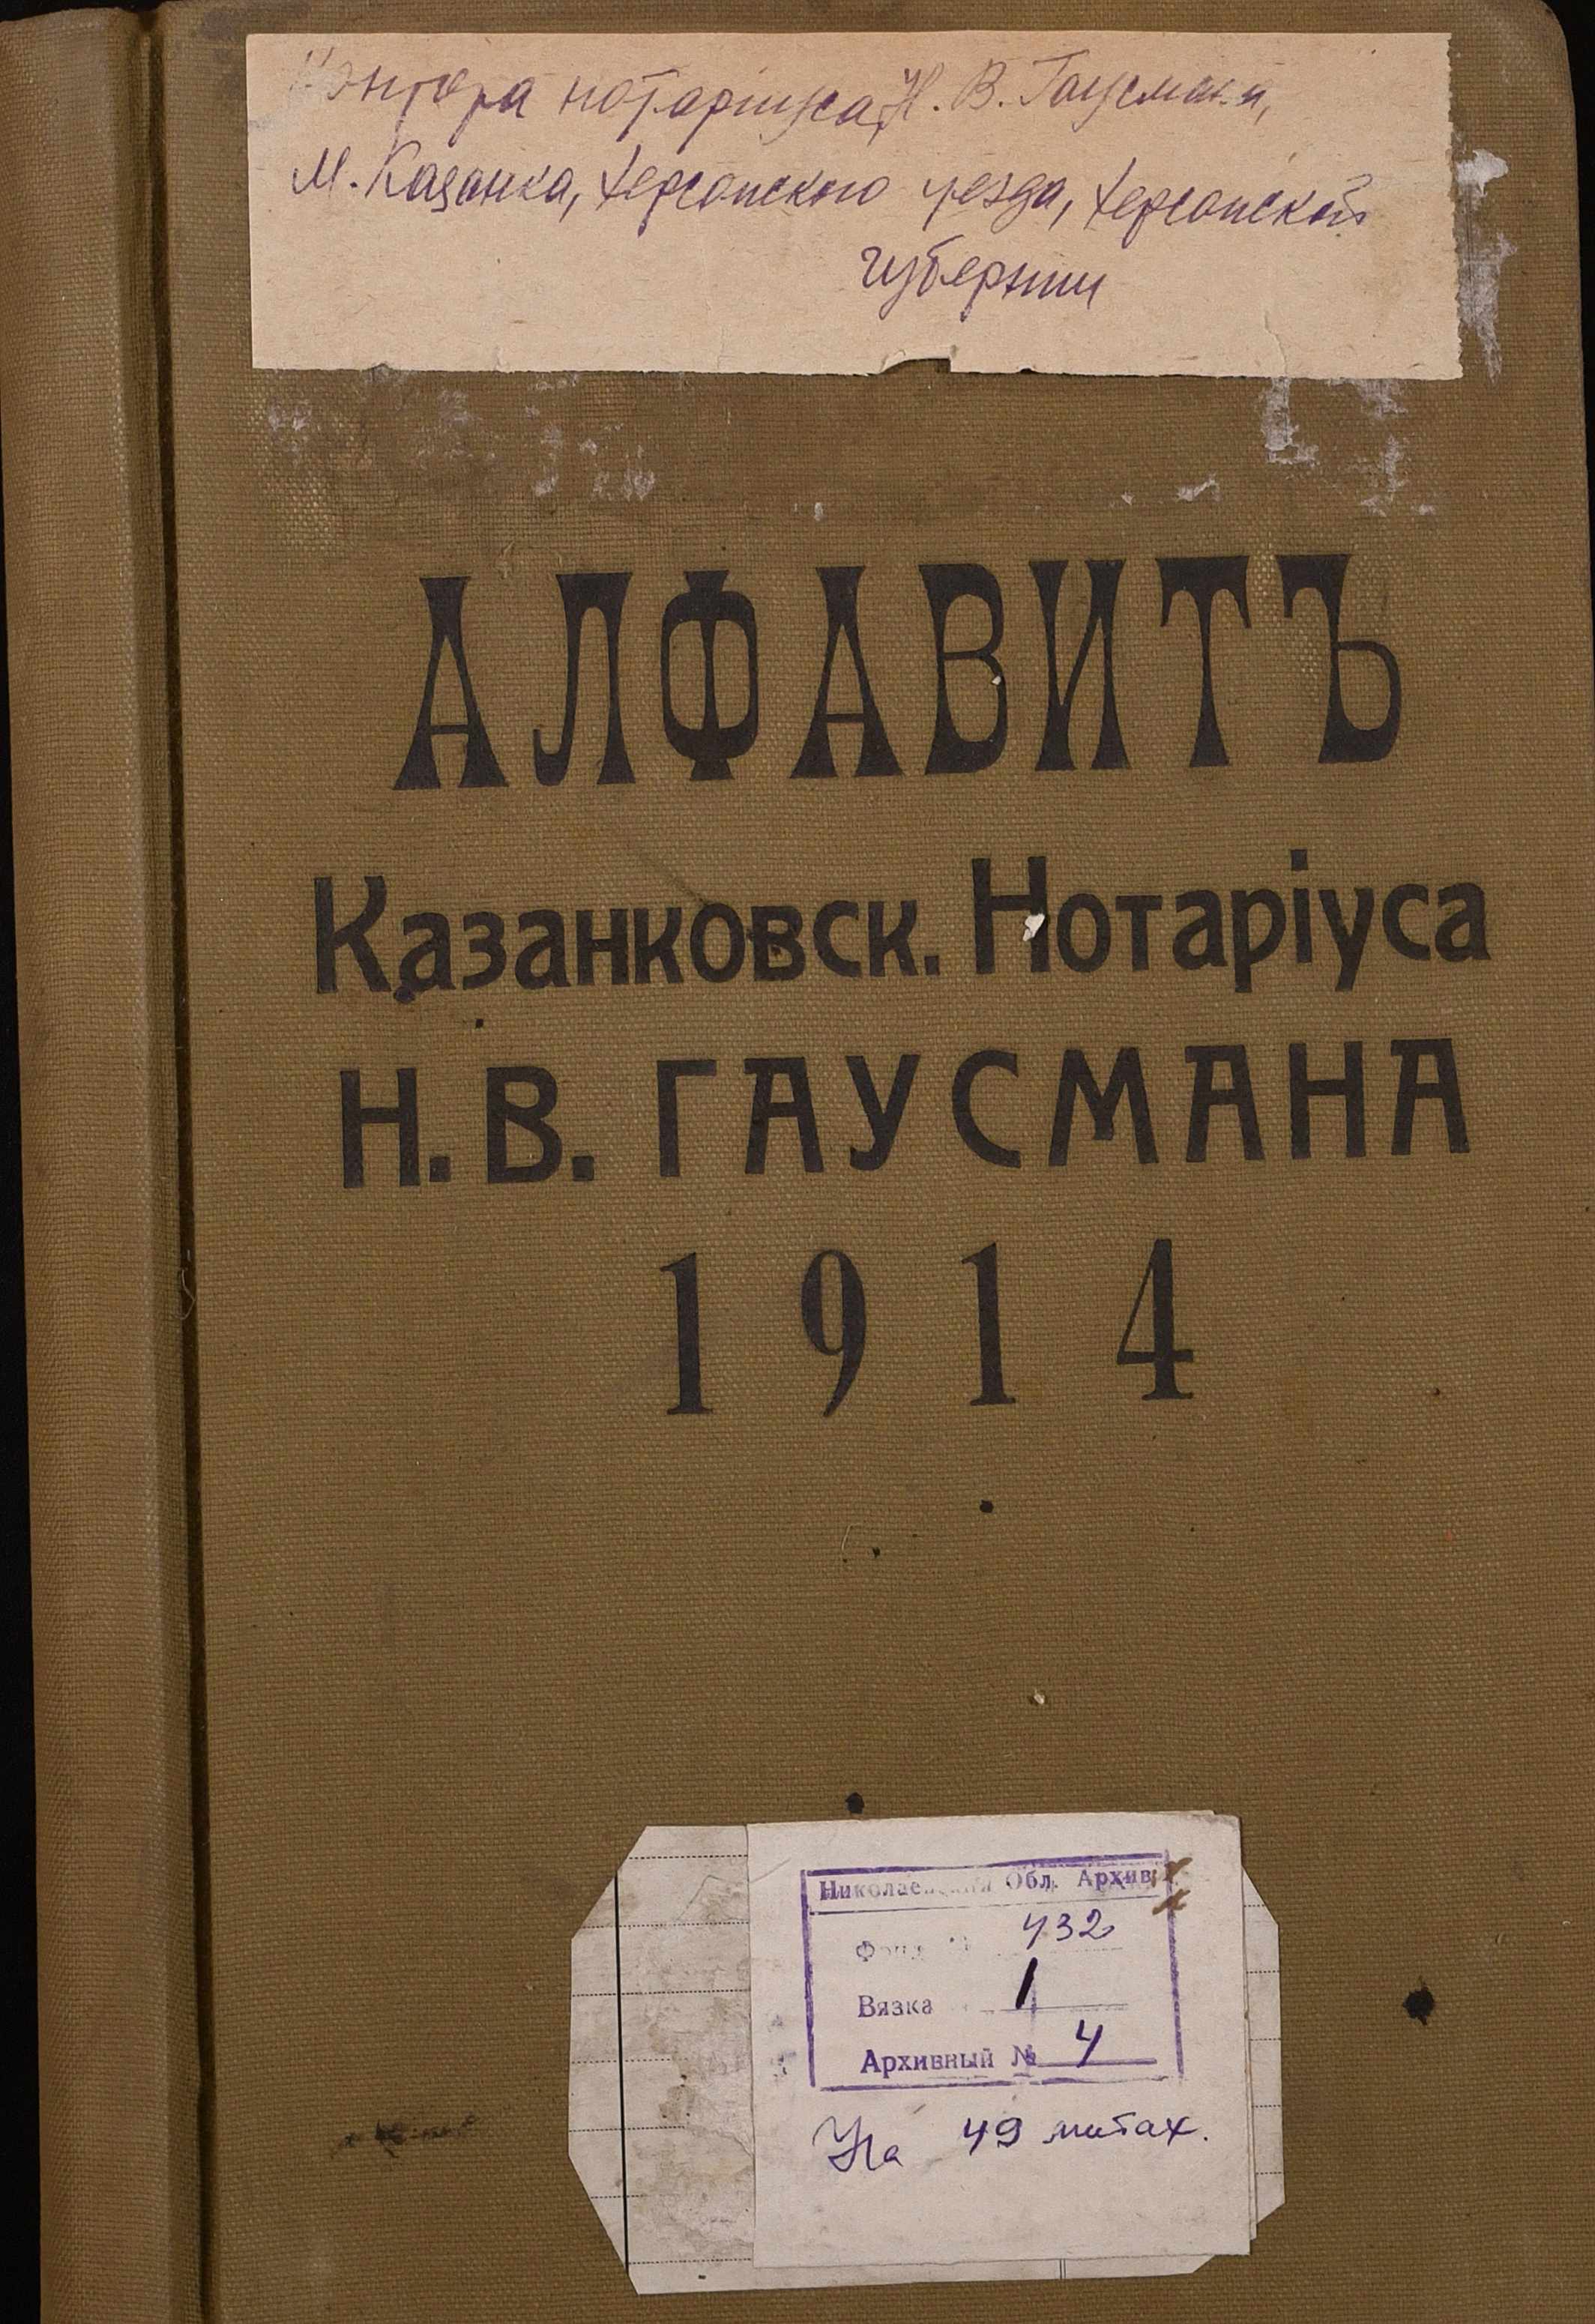 Контора нотариуса Н. В. Гаусмана,
м. Казанка, Херсонского уезда, Херсонской
губернии
АЛФАВИТЪ
Казанковск. Нотаріуса
Н. В. ГАУСМАНА
1914
Николаевский Обл. Архив
Фонд № 432
Вязка 1
Архивный № 4
На 49 листах.